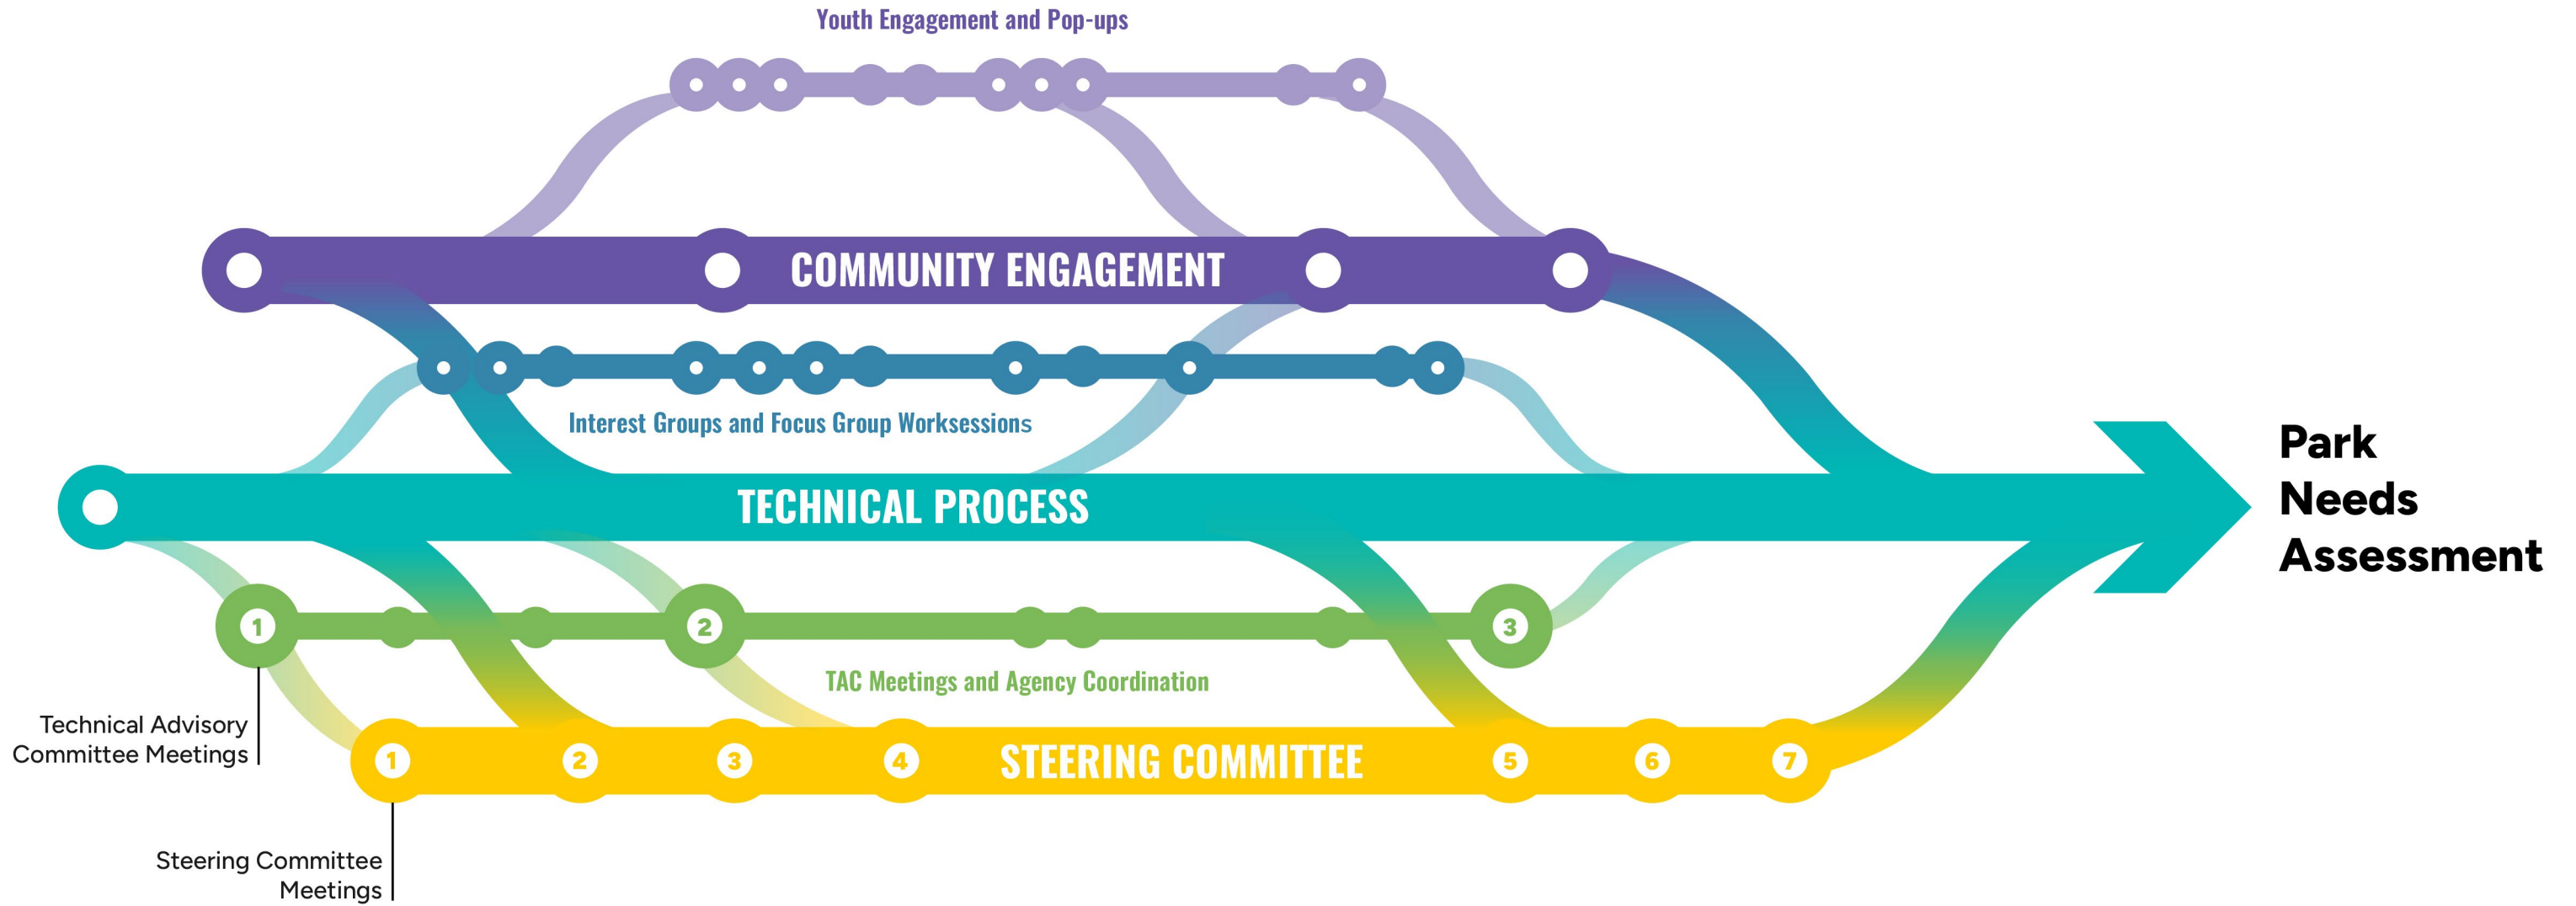 Youth Engagement and Pop-ups
COMMUNITY ENGAGEMENT
Interest Groups and Focus Group Worksessions
TECHNICAL PROCESS
Park
Needs
Assessment
1
2
3
TAC Meetings and Agency Coordination
Technical Advisory
Committee Meetings
1
2
3
4
STEERING COMMITTEE
5
6
7
Steering Committee
Meetings